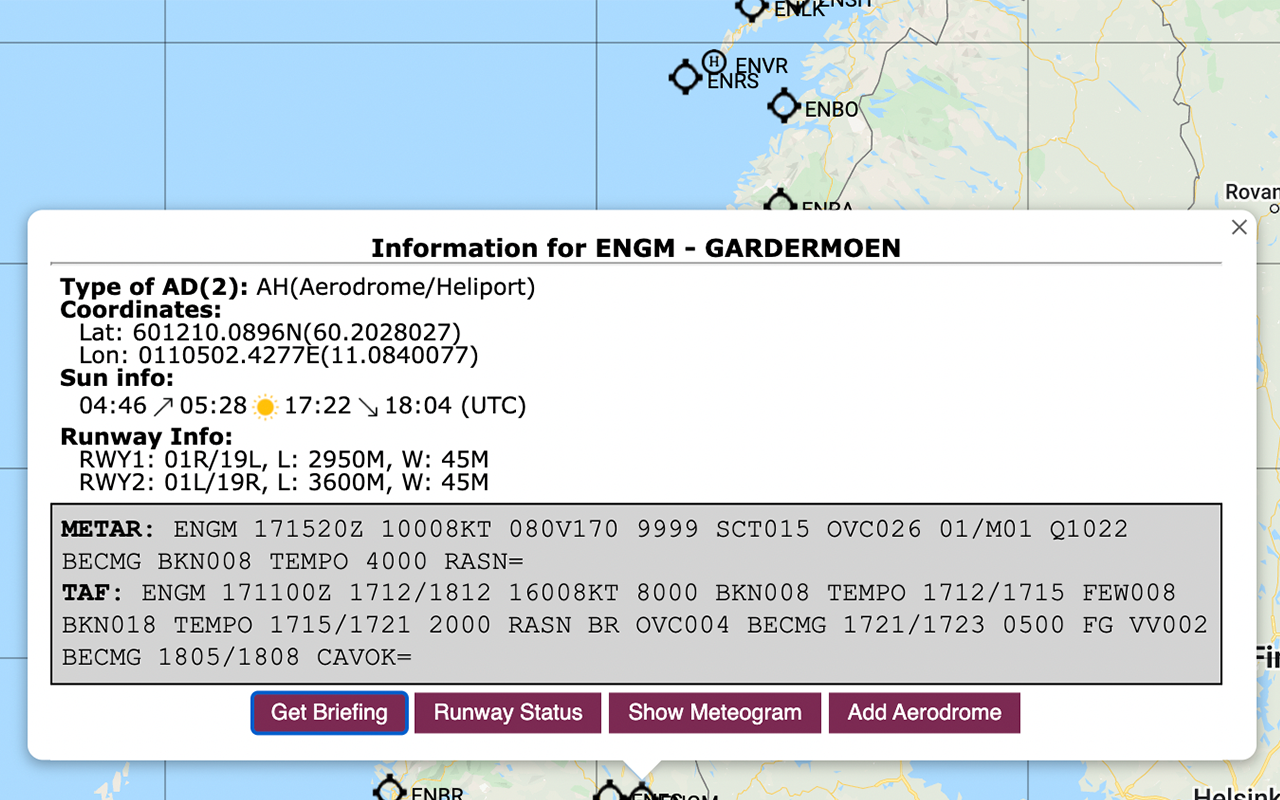 ENLK
H ENVR
ENRS
ENBO
Information for ENGM - GARDERMOEN
Type of AD(2): AH(Aerodrome/Heliport)
Coordinates:
Lat: 601210.0896N(60.2028027)
Lon: 0110502.4277E(11.0840077)
Sun info:
04:46 05:28 17:22 18:04 (UTC)
Runway Info:
RWY1: 01R/19L, L: 2950M, W: 45M
RWY2: 01L/19R, L: 3600M, W: 45M
METAR: ENGM 171520Z 10008KT 080V170 9999 SCT015 OVC026 01/M01 Q1022
BECMG BKN008 TEMPO 4000 RASN=
TAF: ENGM 171100Z 1712/1812 16008KT 8000 BKN008 TEMPO 1712/1715 FEW008
BKN018 TEMPO 1715/1721 2000 RASN BR OVC004 BECMG 1721/1723 0500 FG VV002
BECMG 1805/1808 CAVOK=
Get Briefing Runway Status Show Meteogram Add Aerodrome
ENBR
Helsink